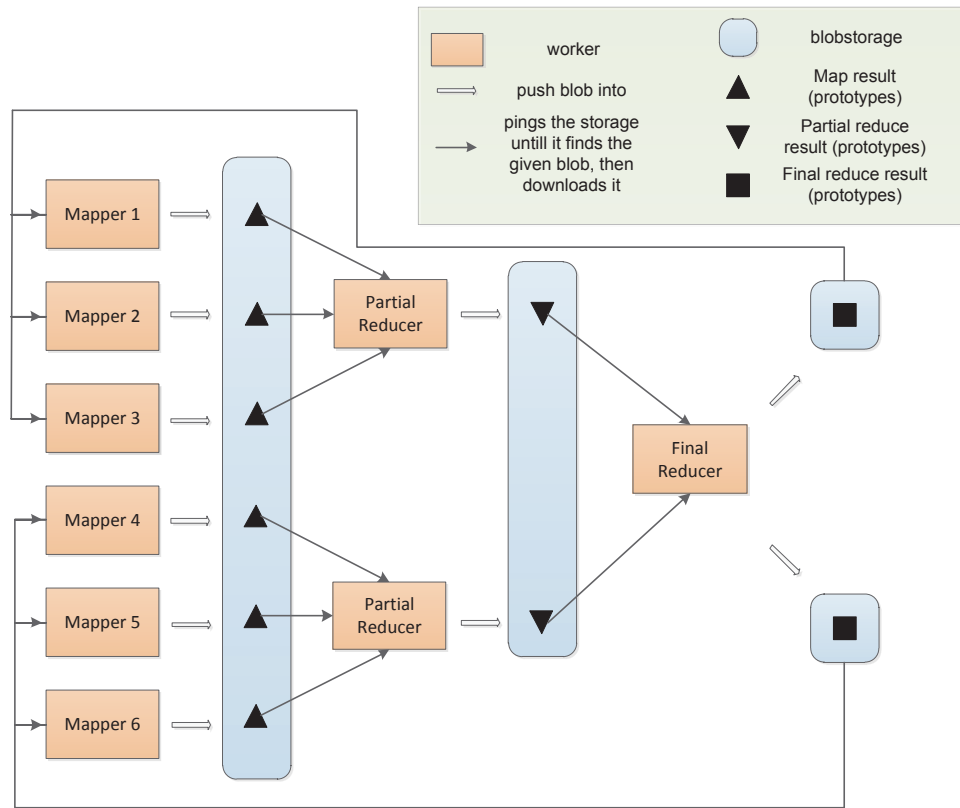 worker
push blob into
pings the storage
untill it finds the
given blob, then
downloads it
blobstorage
Map result
(prototypes)
Partial reduce
result (prototypes)
Final reduce result
(prototypes)
Mapper 1
Mapper 2
Mapper 3
Mapper 4
Mapper 5
Mapper 6
Partial
Reducer
Partial
Reducer
Final
Reducer